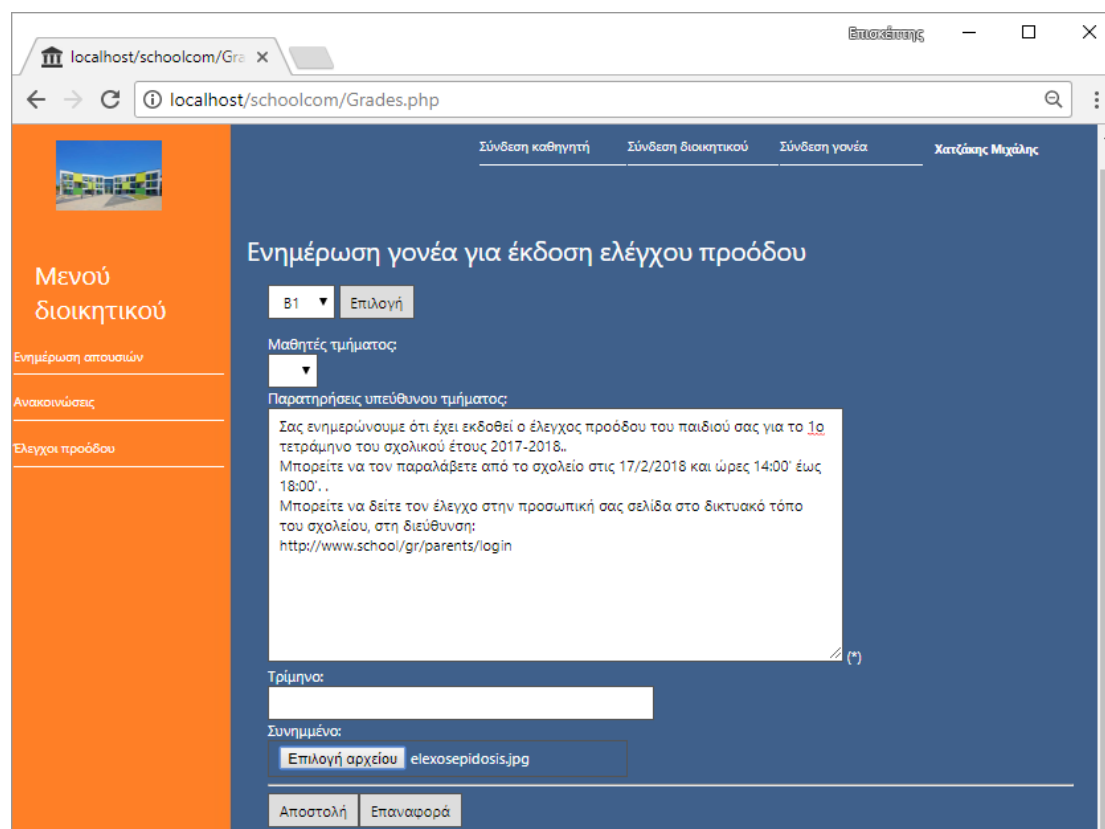 Επισκέπτης
localhost/schoolcom/Gra
localhost/schoolcom/Grades.php
Σύνδεση καθηγητή Σύνδεση διοικητικού Σύνδεση γονέα Χατζάκης Μιχάλης
Μενού
διοικητικού
Ενημέρωση απουσιών
Ανακοινώσεις
Έλεγχοι προόδου
Ενημέρωση γονέα για έκδοση ελέγχου προόδου
B1 Επιλογή
Μαθητές τμήματος:
Παρατηρήσεις υπεύθυνου τμήματος:
Σας ενημερώνουμε ότι έχει εκδοθεί ο έλεγχος προόδου του παιδιού σας για το 1ο
τετράμηνο του σχολικού έτους 2017-2018..
Μπορείτε να τον παραλάβετε από το σχολείο στις 17/2/2018 και ώρες 14:00' έως
18:00'. .
Μπορείτε να δείτε τον έλεγχο στην προσωπική σας σελίδα στο δικτυακό τόπο
του σχολείου, στη διεύθυνση:
http://www.school/gr/parents/login
(*)
Τρίμηνο:
Συνημμένο:
Επιλογή αρχείου elexosepidosis.jpg
Αποστολή Επαναφορά